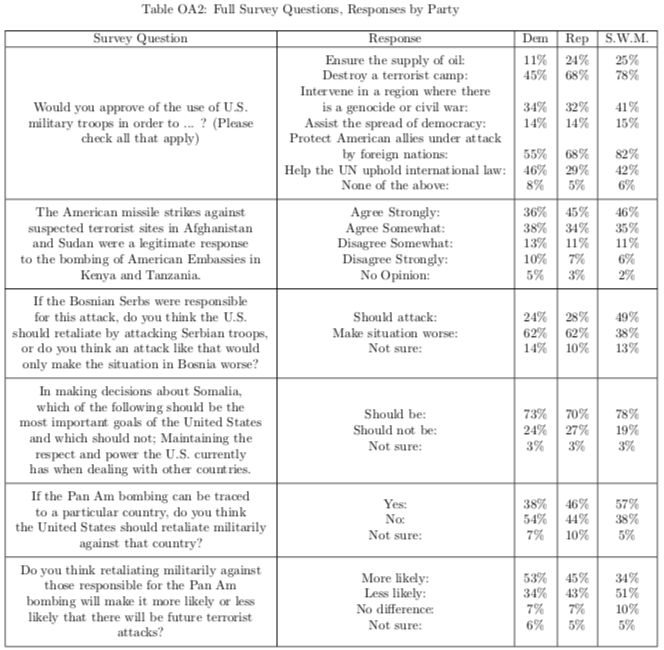 Table OA2: Full Survey Questions, Responses by Party
Survey Question Response Dem Rep S.W.M.
Would you approve of the use of U.S.
military troops in order to ... ? (Please
check all that apply)
Ensure the supply of oil: 11% 24% 25%
Destroy a terrorist camp: 45% 68% 78%
Intervene in a region where there
is a genocide or civil war: 34% 32% 41%
Assist the spread of democracy: 14% 14% 15%
Protect American allies under attack
by foreign nations: 55% 68% 82%
Help the UN uphold international law: 46% 29% 42%
None of the above: 8% 5% 6%
The American missile strikes against
suspected terrorist sites in Afghanistan
and Sudan were a legitimate response
to the bombing of American Embassies in
Kenya and Tanzania.
Agree Strongly: 36% 45% 46%
Agree Somewhat: 38% 34% 35%
Disagree Somewhat: 13% 11% 11%
Disagree Strongly: 10% 7% 6%
No Opinion: 5% 3% 2%
If the Bosnian Serbs were responsible
for this attack, do you think the U.S.
should retaliate by attacking Serbian troops,
or do you think an attack like that would
only make the situation in Bosnia worse?
Should attack: 24% 28% 49%
Make situation worse: 62% 62% 38%
Not sure: 14% 10% 13%
In making decisions about Somalia,
which of the following should be the
most important goals of the United States
and which should not; Maintaining the
respect and power the U.S. currently
has when dealing with other countries.
Should be: 73% 70% 78%
Should not be: 24% 27% 19%
Not sure: 3% 3% 3%
If the Pan Am bombing can be traced
to a particular country, do you think
the United States should retaliate militarily
against that country?
Yes: 38% 46% 57%
No: 54% 44% 38%
Not sure: 7% 10% 5%
Do you think retaliating militarily against
those responsible for the Pan Am
bombing will make it more likely or less
likely that there will be future terrorist
attacks?
More likely: 53% 45% 34%
Less likely: 34% 43% 51%
No difference: 7% 7% 10%
Not sure: 6% 5% 5%